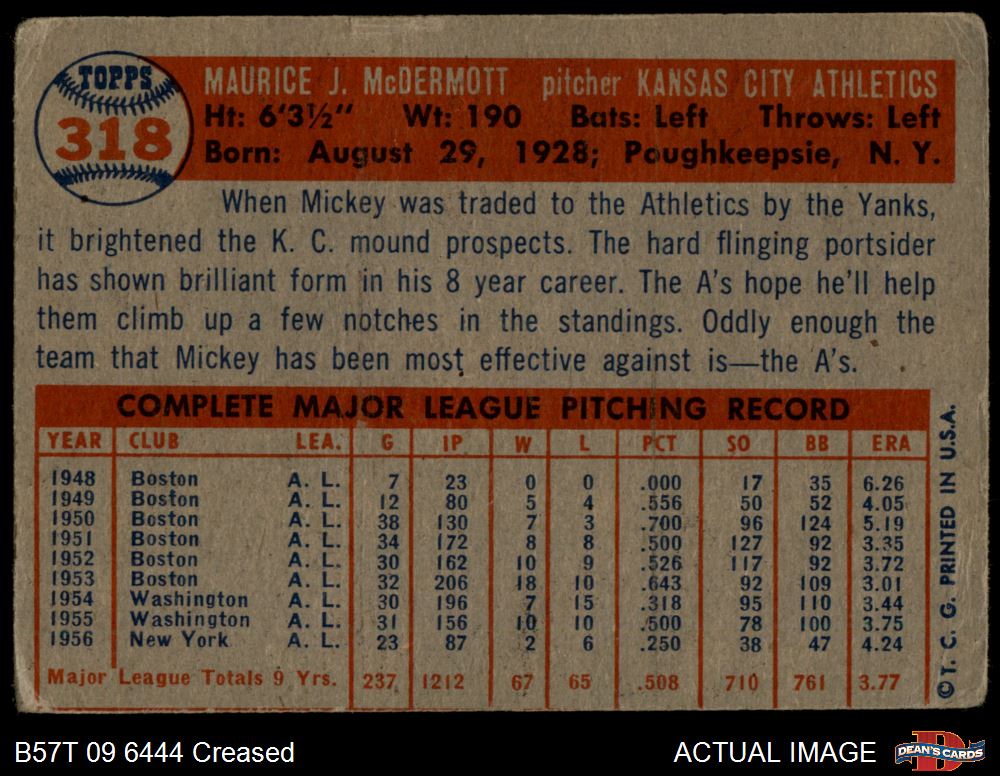 TOPPS
318
MAURICE J. McDERMOTT pitcher KANSAS CITY ATHLETICS
Ht: 6'3½" Wt: 190 Bats: Left Throws: Left
Born: August 29, 1928; Poughkeepsie, N. Y.
When Mickey was traded to the Athletics by the Yanks,
it brightened the K. C. mound prospects. The hard flinging portsider
has shown brilliant form in his 8 year career. The A's hope he'll help
them climb up a few notches in the standings. Oddly enough the
team that Mickey has been most effective against is—the A's.
COMPLETE MAJOR LEAGUE PITCHING RECORD
YEAR CLUB LEA. G IP W L PCT SO BB ERA
1948 Boston A. L. 7 23 0 0 .000 17 35 6.26
1949 Boston A. L. 12 80 5 4 .556 50 52 4.05
1950 Boston A. L. 38 130 7 3 .700 96 124 5.19
1951 Boston A. L. 34 172 8 8 .500 127 92 3.35
1952 Boston A. L. 30 162 10 9 .526 117 92 3.72
1953 Boston A. L. 32 206 18 10 .643 92 109 3.01
1954 Washington A. L. 30 196 7 15 .318 95 110 3.44
1955 Washington A. L. 31 156 10 10 .500 78 100 3.75
1956 New York A. L. 23 87 2 6 .250 38 47 4.24
Major League Totals 9 Yrs. 237 1212 67 65 .508 710 761 3.77
© T. C. G. PRINTED IN U.S.A.
B57T 09 6444 Creased
ACTUAL IMAGE
D
DEAN'S CARDS